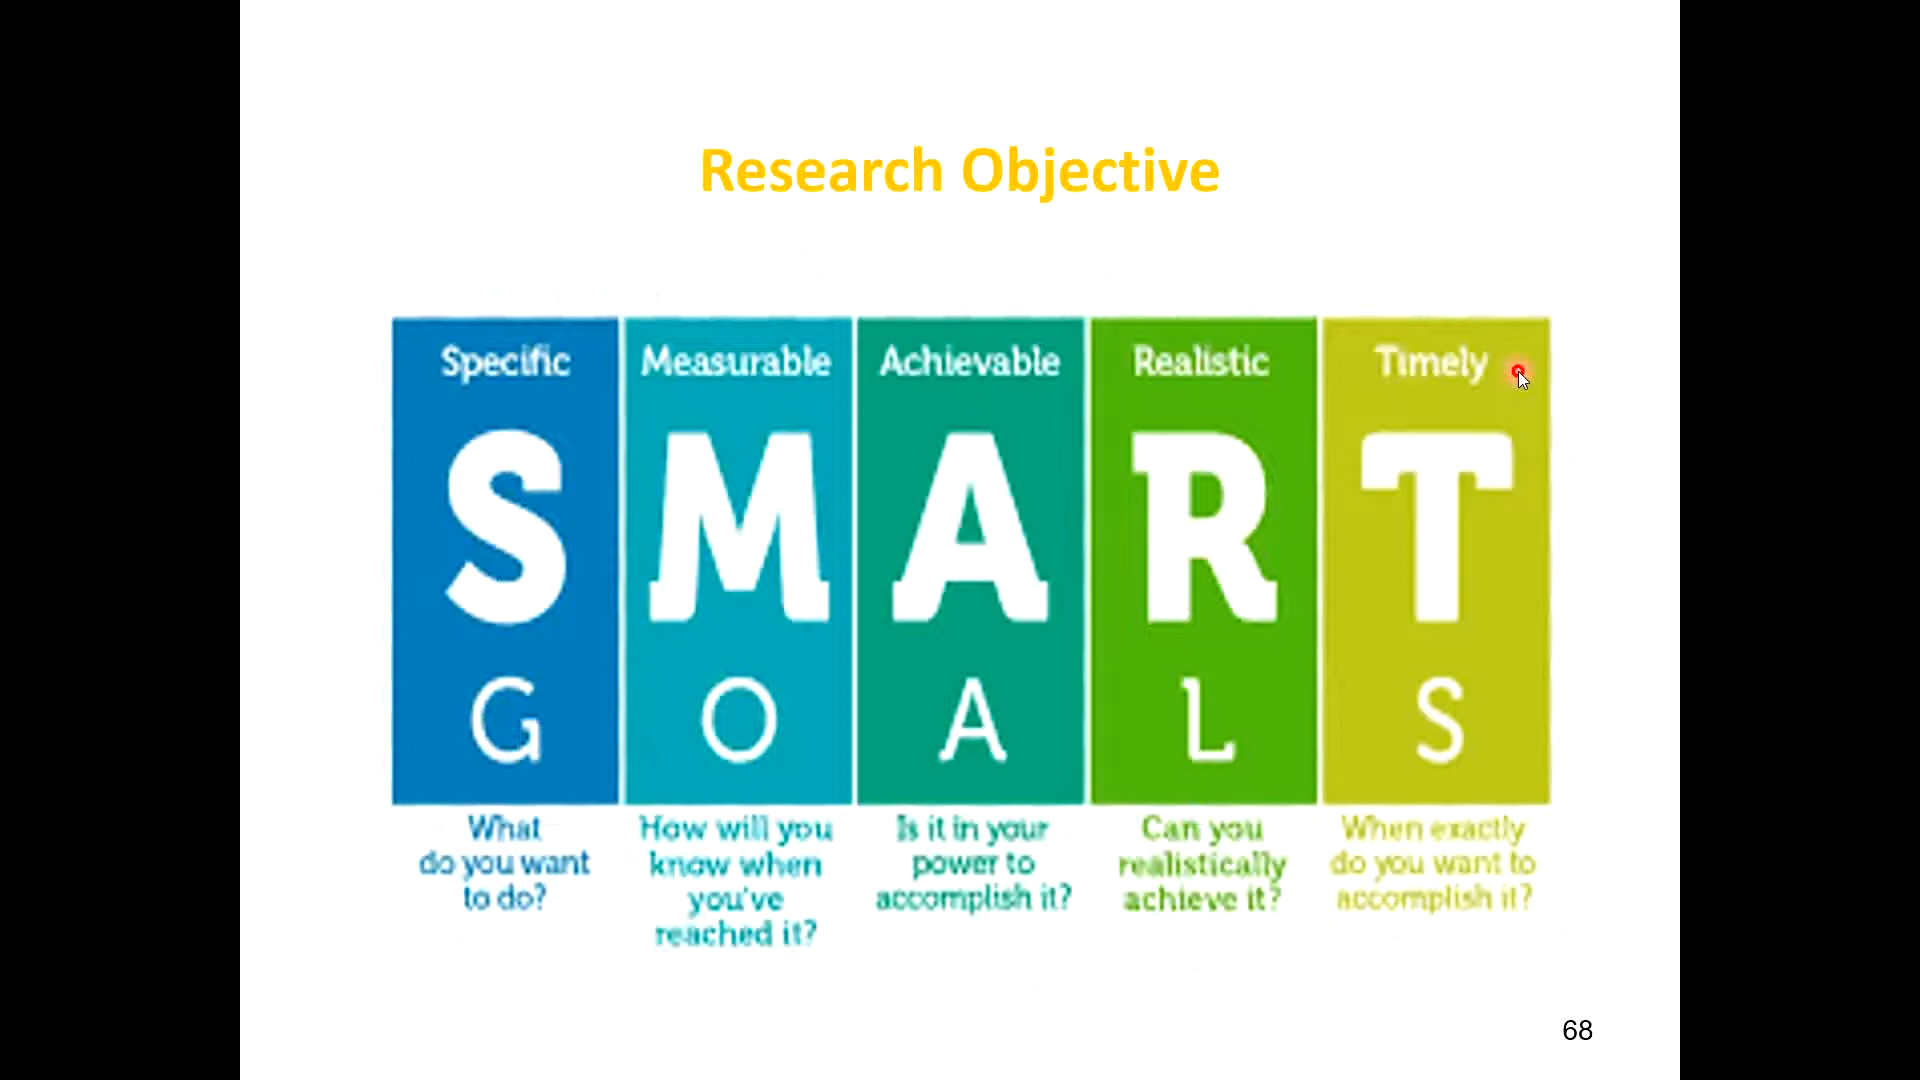 Research Objective
Specific Measurable Achievable Realistic Timely
S M A R T
G O A L S
What
do you want
to do?
How will you
know when
you've
reached it?
Is it in your
power to
accomplish it?
Can you
realistically
achieve it?
When exactly
do you want to
accomplish it?
68